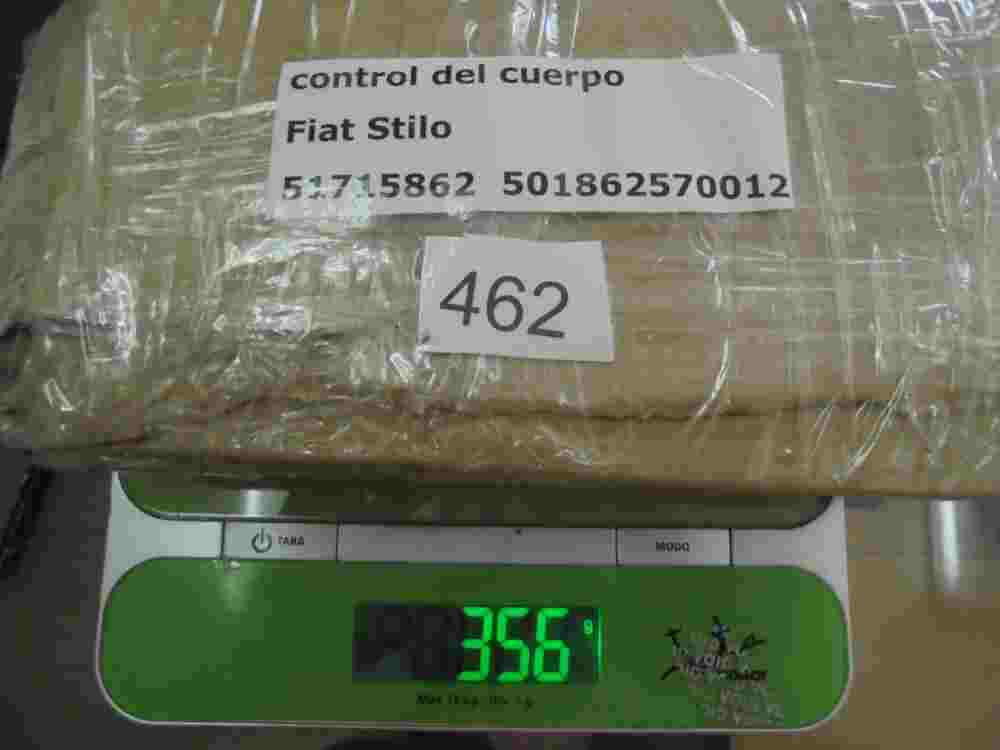 control del cuerpo
Fiat Stilo
51715862 501862570012
462
TARA
MODO
356 g